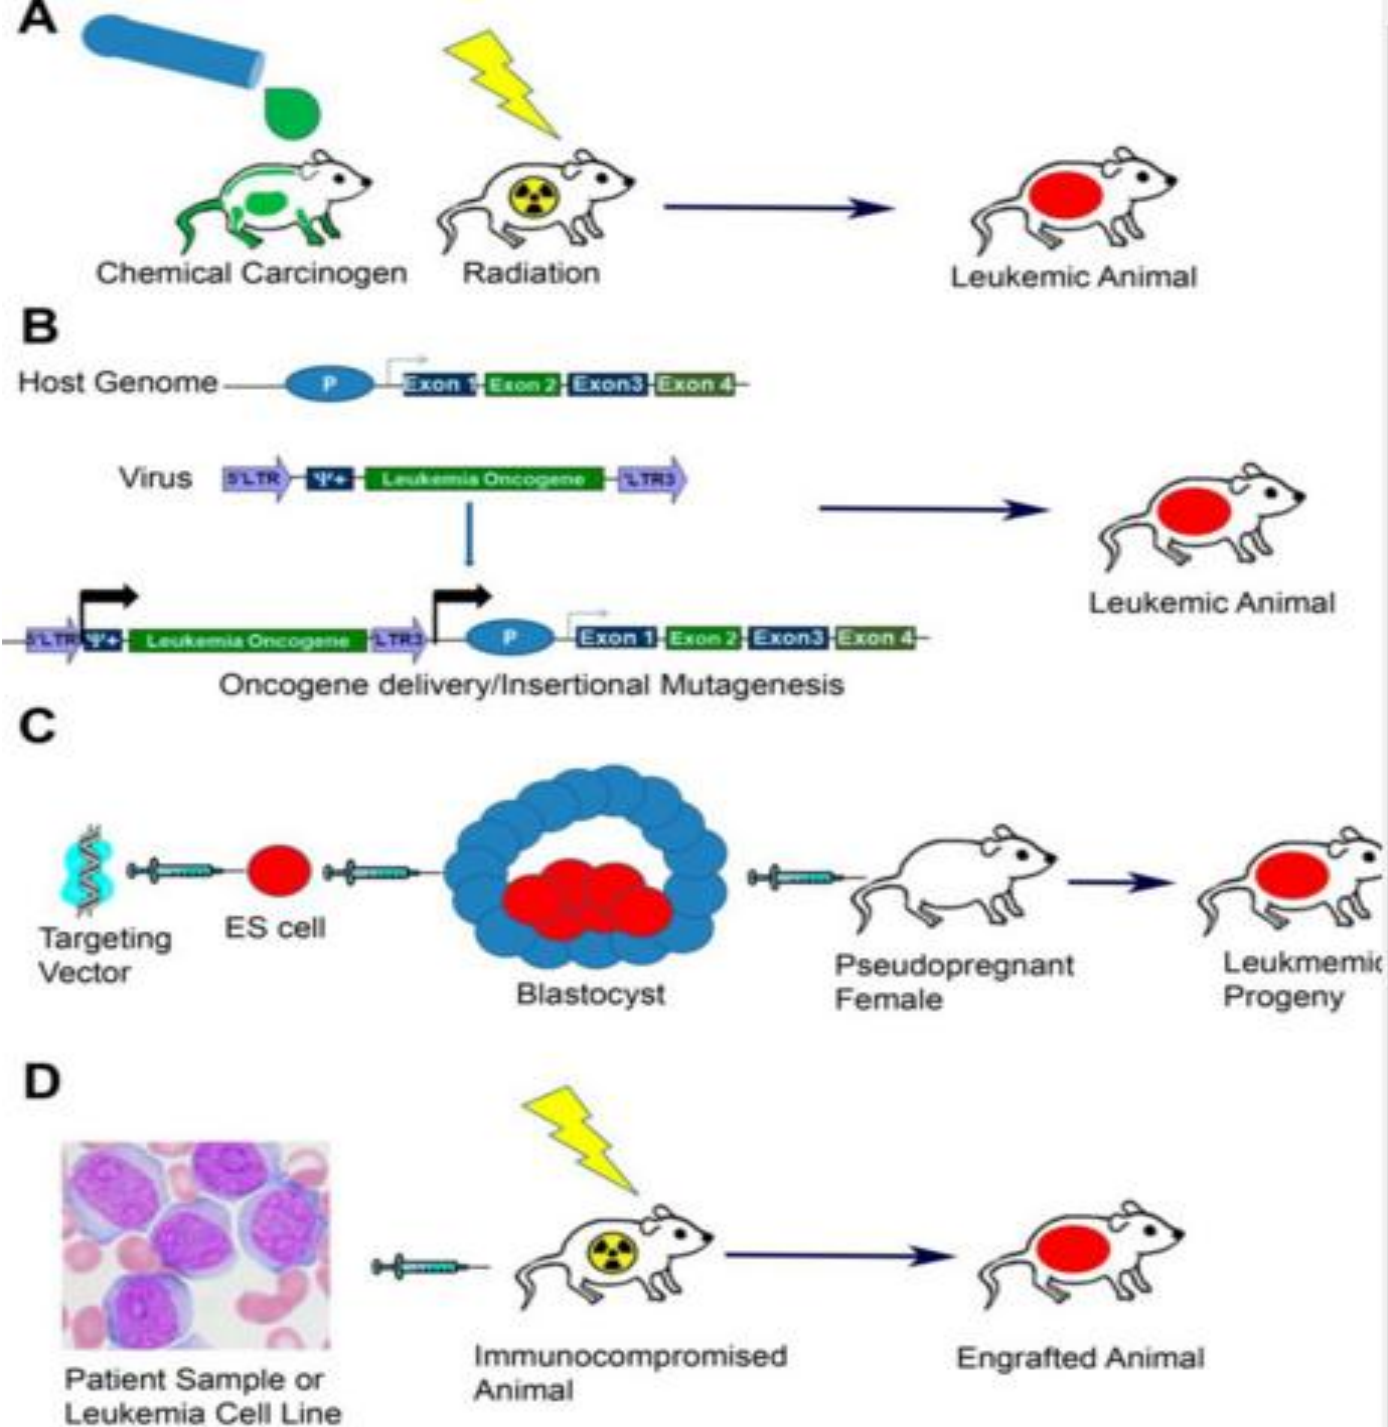 A
Chemical Carcinogen
Radiation
Leukemic Animal
B
Host Genome
P
Exon 1
Exon 2
Exon3
Exon 4
Virus
5'LTR
Ψ+
Leukemia Oncogene
'LTR3
Leukemic Animal
5'LTR
Ψ+
Leukemia Oncogene
'LTR3
P
Exon 1
Exon 2
Exon3
Exon 4
Oncogene delivery/Insertional Mutagenesis
C
Targeting
Vector
ES cell
Blastocyst
Pseudopregnant
Female
Leukmemic
Progeny
D
Patient Sample or
Leukemia Cell Line
Immunocompromised
Animal
Engrafted Animal